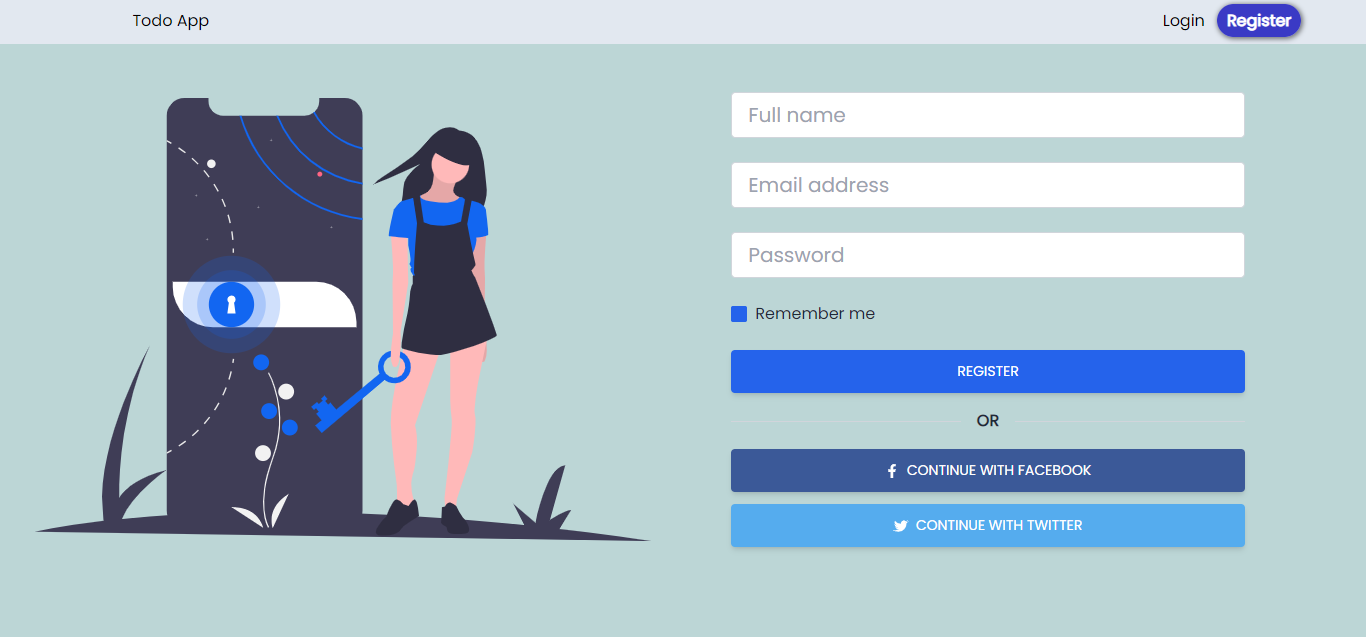 Todo App
Login
Register
Full name
Email address
Password
Remember me
REGISTER
OR
CONTINUE WITH FACEBOOK
CONTINUE WITH TWITTER